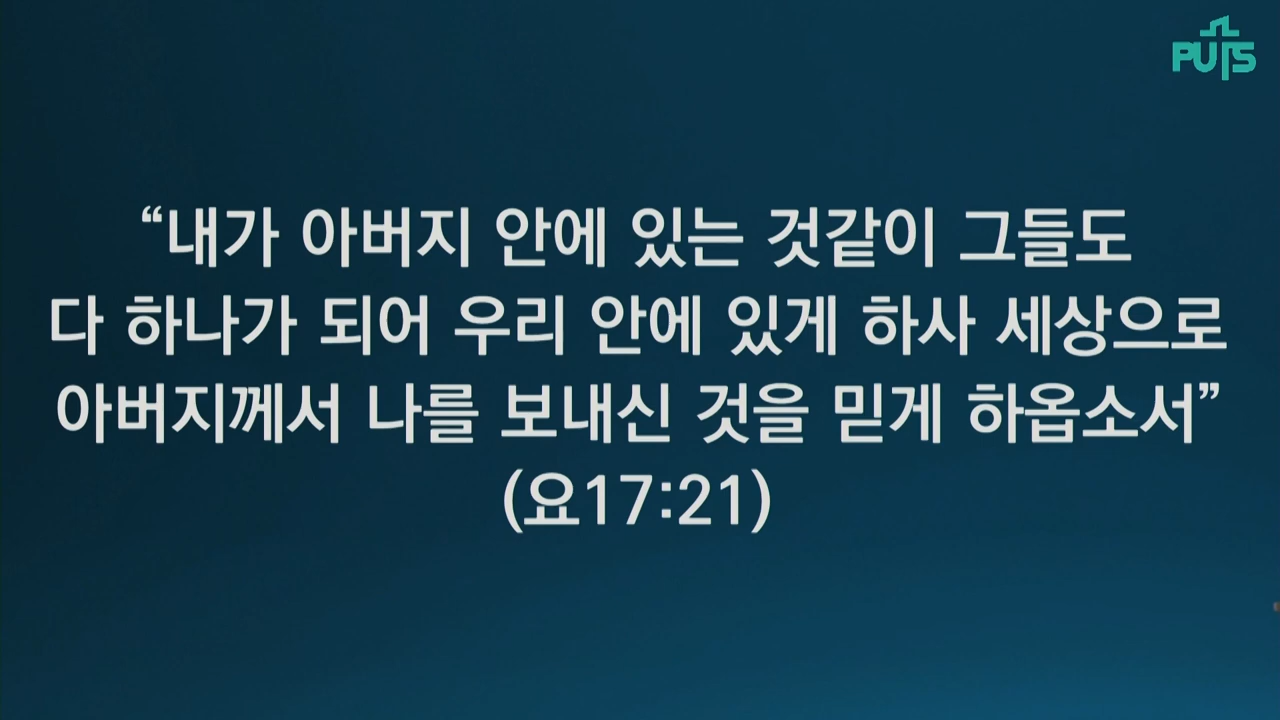 PUTS
“내가 아버지 안에 있는 것같이 그들도
다 하나가 되어 우리 안에 있게 하사 세상으로
아버지께서 나를 보내신 것을 믿게 하옵소서”
(요17:21)